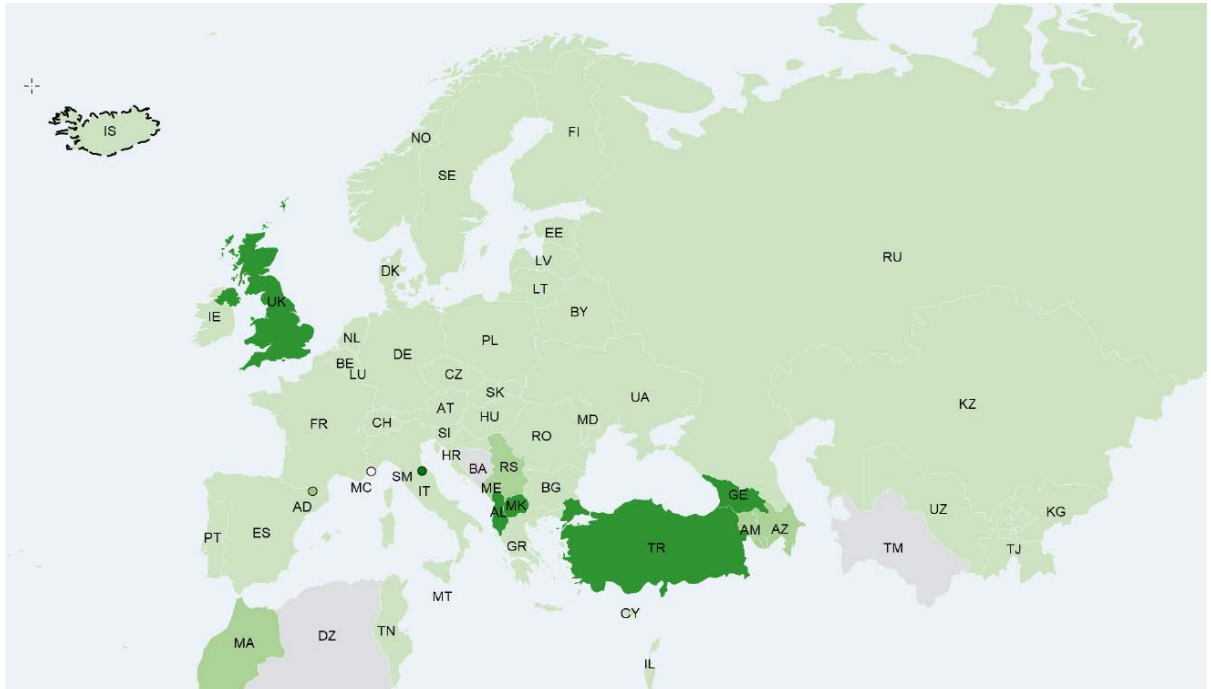 IS
NO
FI
SE
EE
RU
LV
DK
LT
UK
BY
IE
NL
PL
DE
BE
LU
CZ
SK
UA
KZ
AT
HU
FR
CH
MD
SI
RO
HR
BA
RS
SM
MC
IT
ME
BG
GE
AD
MK
AL
UZ
KG
AM
AZ
PT
ES
GR
TR
TM
TJ
MT
CY
TN
DZ
MA
IL